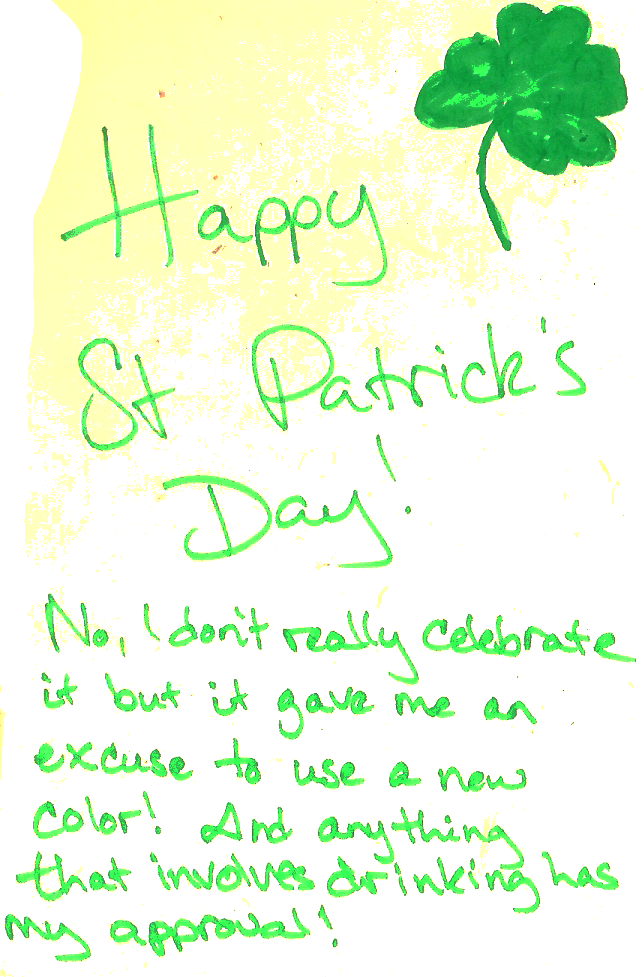 Happy
St Patrick's
Day!
No, I don't really celebrate
it but it gave me an
excuse to use a new
color! And anything
that involves drinking has
my approval!